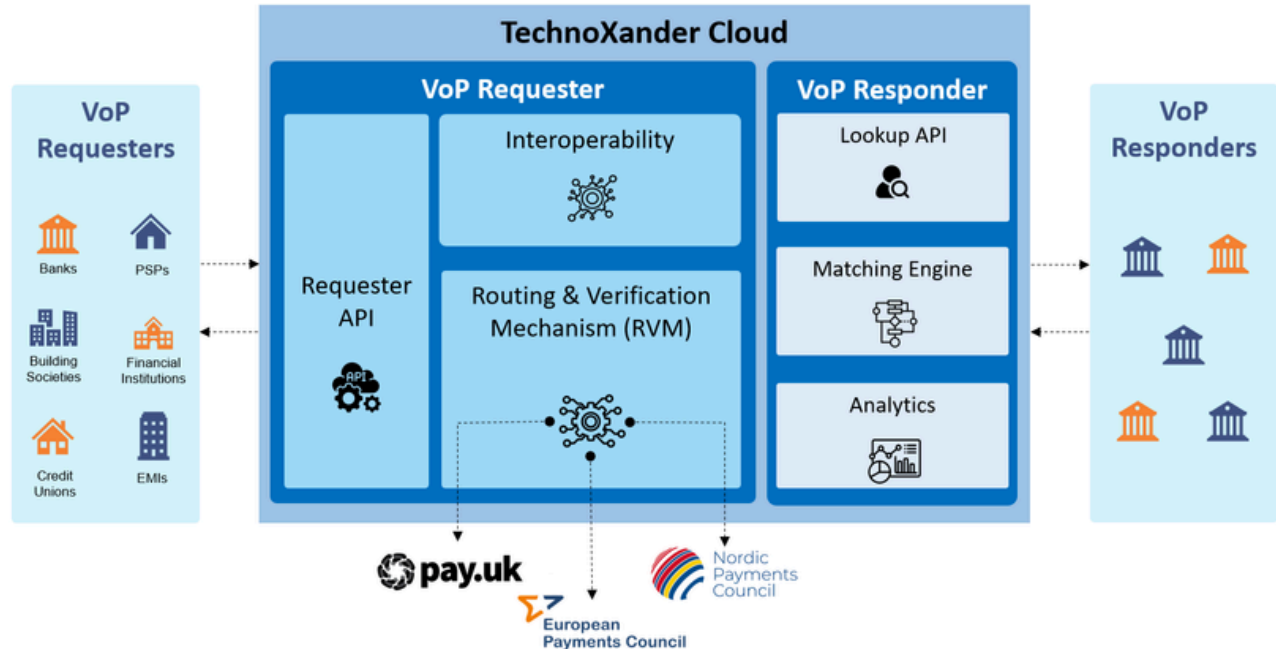 TechnoXander Cloud
VoP
Requesters
Banks
PSPs
Building
Societies
Financial
Institutions
Credit
Unions
EMIs
VoP Requester
Requester
API
API
Interoperability
Routing & Verification
Mechanism (RVM)
VoP Responder
Lookup API
Matching Engine
Analytics
VoP
Responders
pay.uk
European
Payments Council
Nordic
Payments
Council